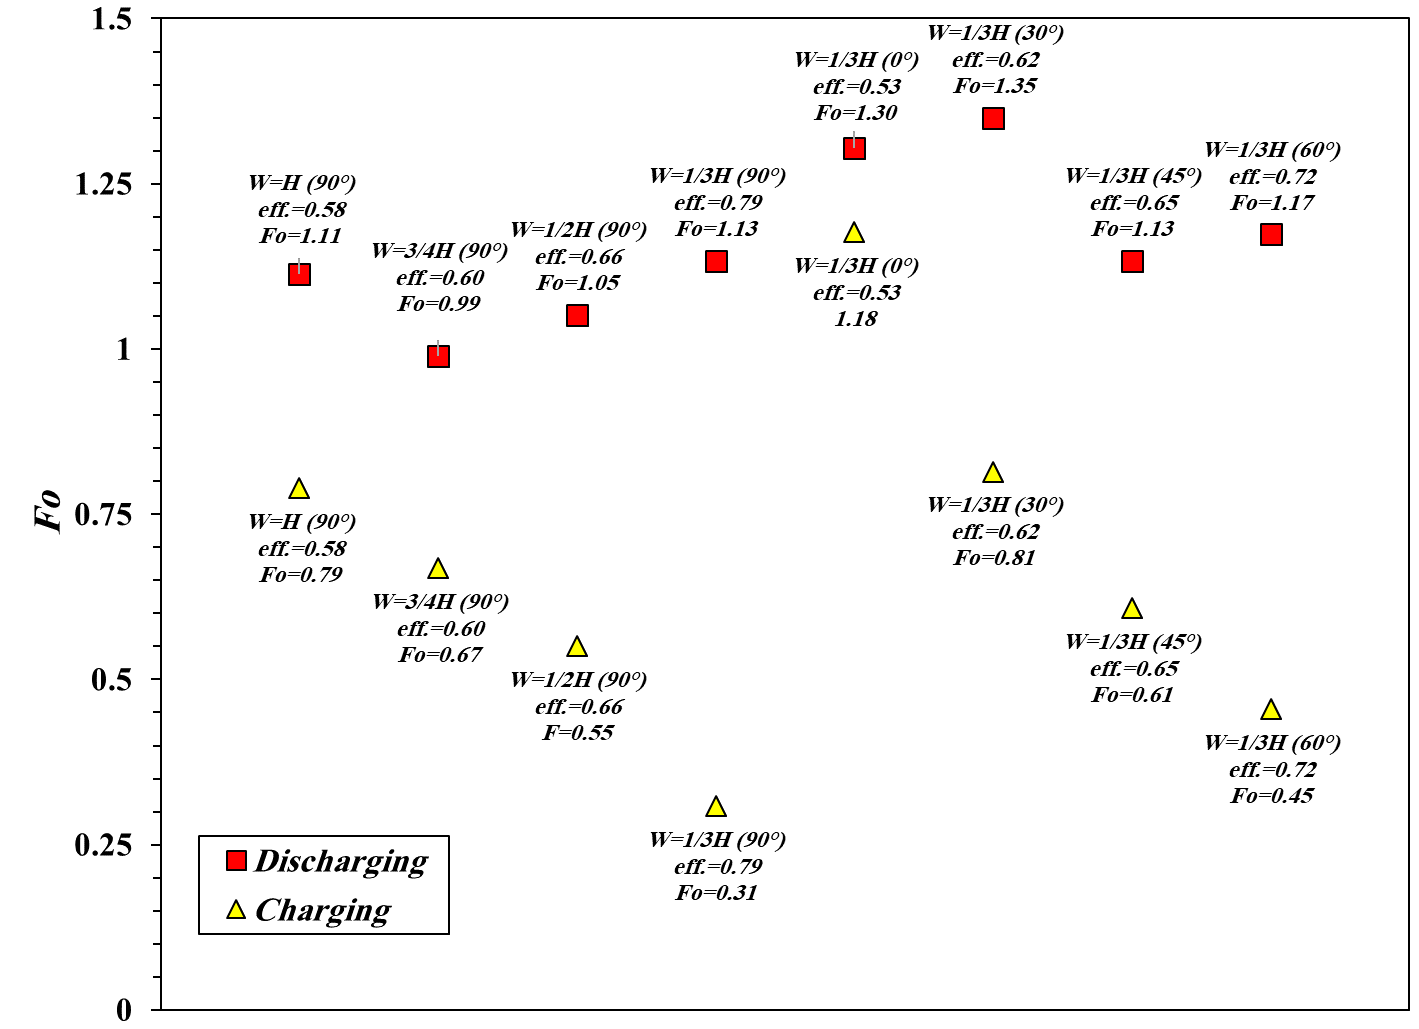 1.5
1.25
1
0.75
0.5
0.25
0
Fo
W=H (90°)
eff.=0.58
Fo=1.11
W=3/4H (90°)
eff.=0.60
Fo=0.99
W=1/2H (90°)
eff.=0.66
Fo=1.05
W=1/3H (90°)
eff.=0.79
Fo=1.13
W=1/3H (0°)
eff.=0.53
Fo=1.30
W=1/3H (30°)
eff.=0.62
Fo=1.35
W=1/3H (45°)
eff.=0.65
Fo=1.13
W=1/3H (60°)
eff.=0.72
Fo=1.17
W=H (90°)
eff.=0.58
Fo=0.79
W=3/4H (90°)
eff.=0.60
Fo=0.67
W=1/2H (90°)
eff.=0.66
F=0.55
W=1/3H (90°)
eff.=0.79
Fo=0.31
W=1/3H (0°)
eff.=0.53
1.18
W=1/3H (30°)
eff.=0.62
Fo=0.81
W=1/3H (45°)
eff.=0.65
Fo=0.61
W=1/3H (60°)
eff.=0.72
Fo=0.45
Discharging
Charging